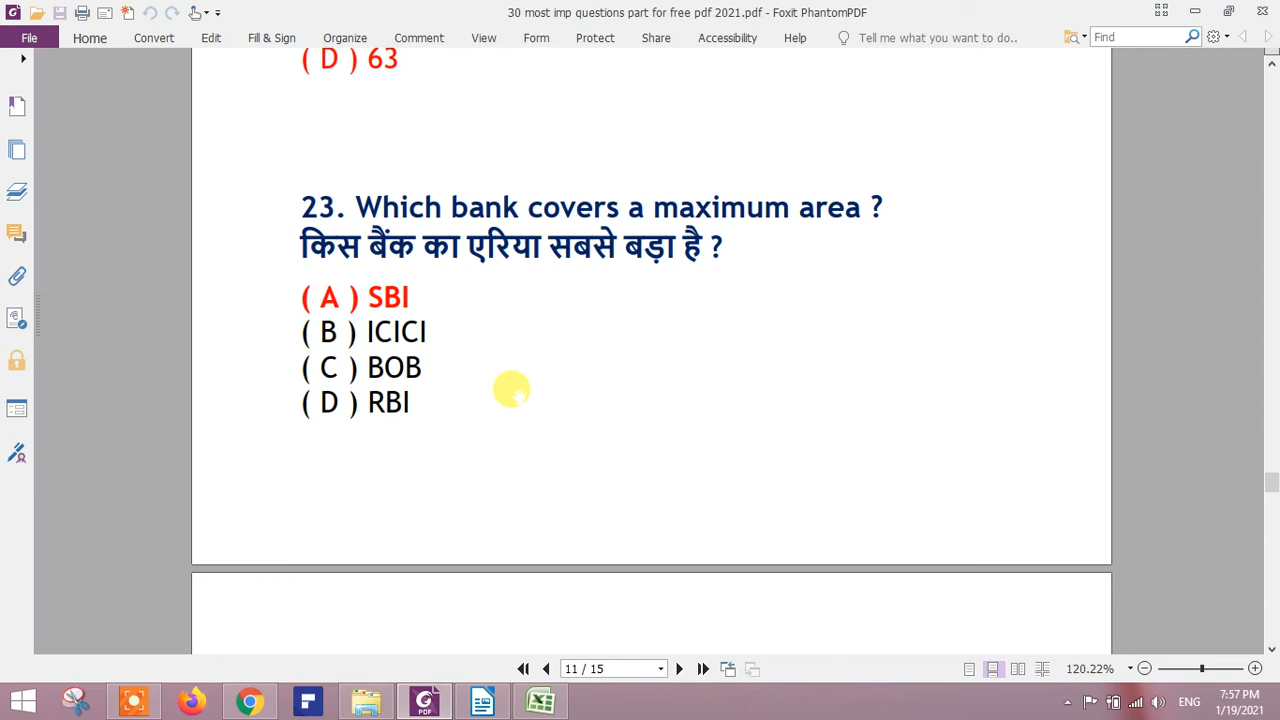 30 most imp questions part for free pdf 2021.pdf - Foxit PhantomPDF
File Home Convert Edit Fill & Sign Organize Comment View Form Protect Share Accessibility Help Tell me what you want to do.. Find
( D ) 63
23. Which bank covers a maximum area ?
किस बैंक का एरिया सबसे बड़ा है ?
( A ) SBI
( B ) ICICI
( C ) BOB
( D ) RBI
11 / 15
120.22%
PDF
ENG
7:57 PM
1/19/2021